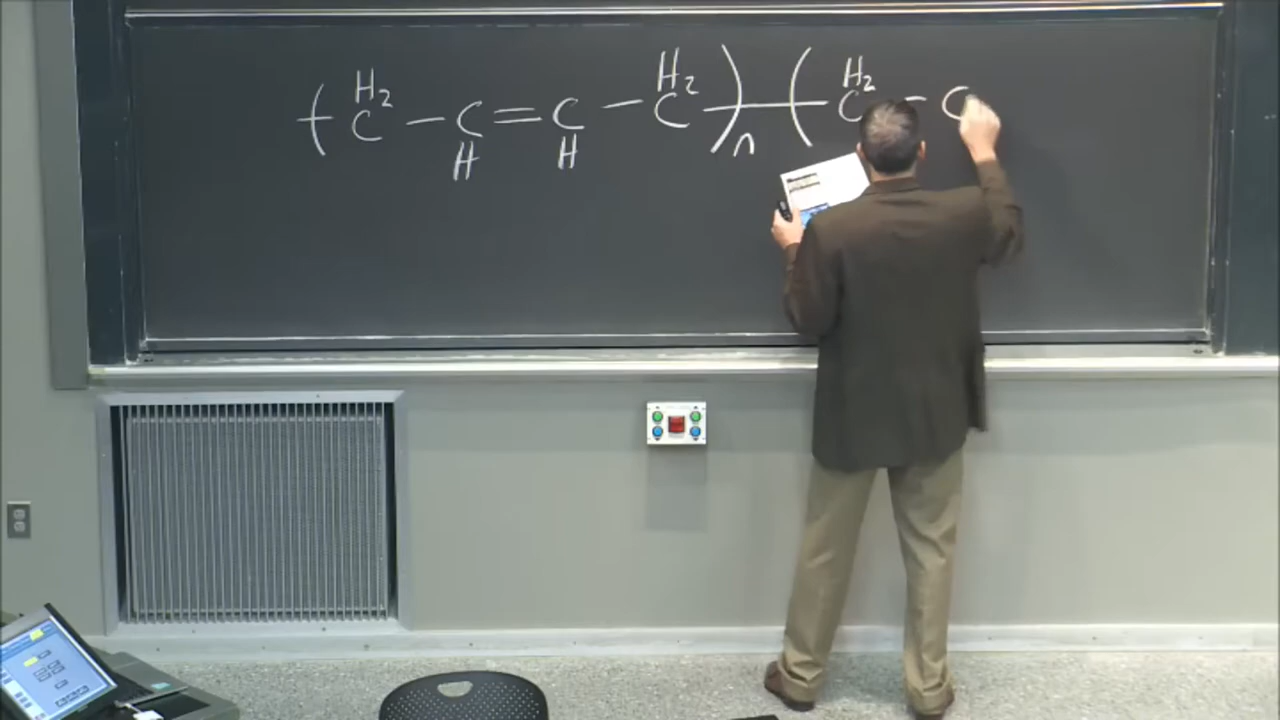 H₂ H₂ H₂
( C – C = C – C )ₙ ( C – C
H H